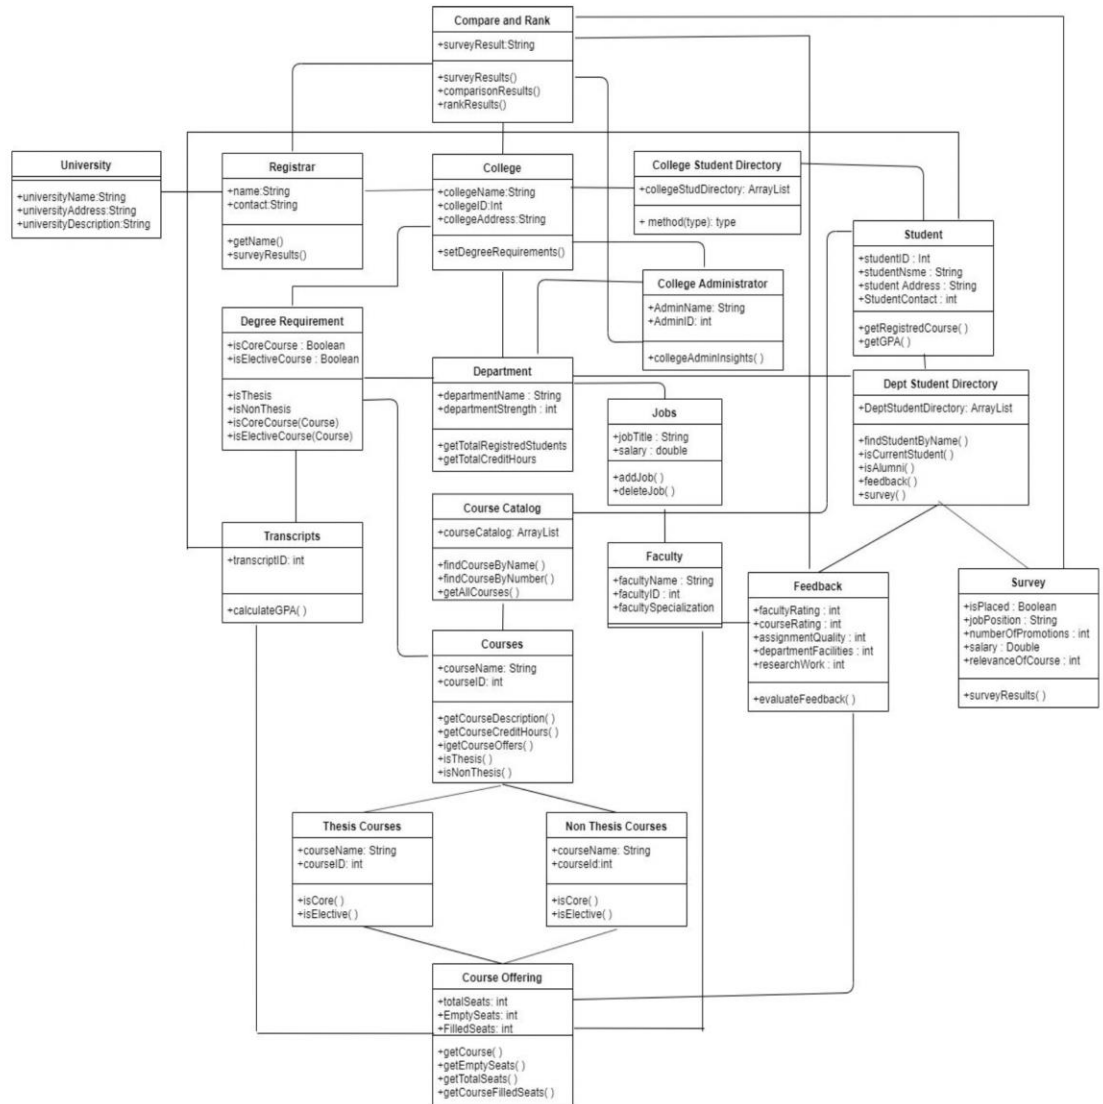 Compare and Rank
+surveyResult:String
+surveyResults()
+comparisonResults()
+rankResults()
University
+universityName:String
+universityAddress:String
+universityDescription:String
Registrar
+name:String
+contact:String
+getName()
+surveyResults()
College
+collegeName:String
+collegeID:Int
+collegeAddress:String
+setDegreeRequirements()
College Student Directory
+collegeStudDirectory: ArrayList
+ method(type): type
Student
+studentID : Int
+studentNsme : String
+student Address : String
+StudentContact : int
+getRegistredCourse( )
+getGPA( )
College Administrator
+AdminName: String
+AdminID: int
+collegeAdminInsights( )
Degree Requirement
+isCoreCourse : Boolean
+isElectiveCourse : Boolean
+isThesis
+isNonThesis
+isCoreCourse(Course)
+isElectiveCourse(Course)
Department
+departmentName : String
+departmentStrength : int
+getTotalRegistredStudents
+getTotalCreditHours
Jobs
+jobTitle : String
+salary : double
+addJob( )
+deleteJob( )
Dept Student Directory
+DeptStudentDirectory: ArrayList
+findStudentByName( )
+isCurrentStudent( )
+isAlumni( )
+feedback( )
+survey( )
Transcripts
+transcriptID: int
+calculateGPA( )
Course Catalog
+courseCatalog: ArrayList
+findCourseByName( )
+findCourseByNumber( )
+getAllCourses( )
Faculty
+facultyName : String
+facultyID : int
+facultySpecialization
Feedback
+facultyRating : int
+courseRating : int
+assignmentQuality : int
+departmentFacilities : int
+researchWork : int
+evaluateFeedback( )
Survey
+isPlaced : Boolean
+jobPosition : String
+numberOfPromotions : int
+salary : Double
+relevanceOfCourse : int
+surveyResults( )
Courses
+courseName: String
+courseID: int
+getCourseDescription( )
+getCourseCreditHours( )
+igetCourseOffers( )
+isThesis( )
+isNonThesis( )
Thesis Courses
+courseName: String
+courseID: int
+isCore( )
+isElective( )
Non Thesis Courses
+courseName: String
+courseId:int
+isCore( )
+isElective( )
Course Offering
+totalSeats: int
+EmptySeats: int
+FilledSeats: int
+getCourse( )
+getEmptySeats( )
+getTotalSeats( )
+getCourseFilledSeats( )